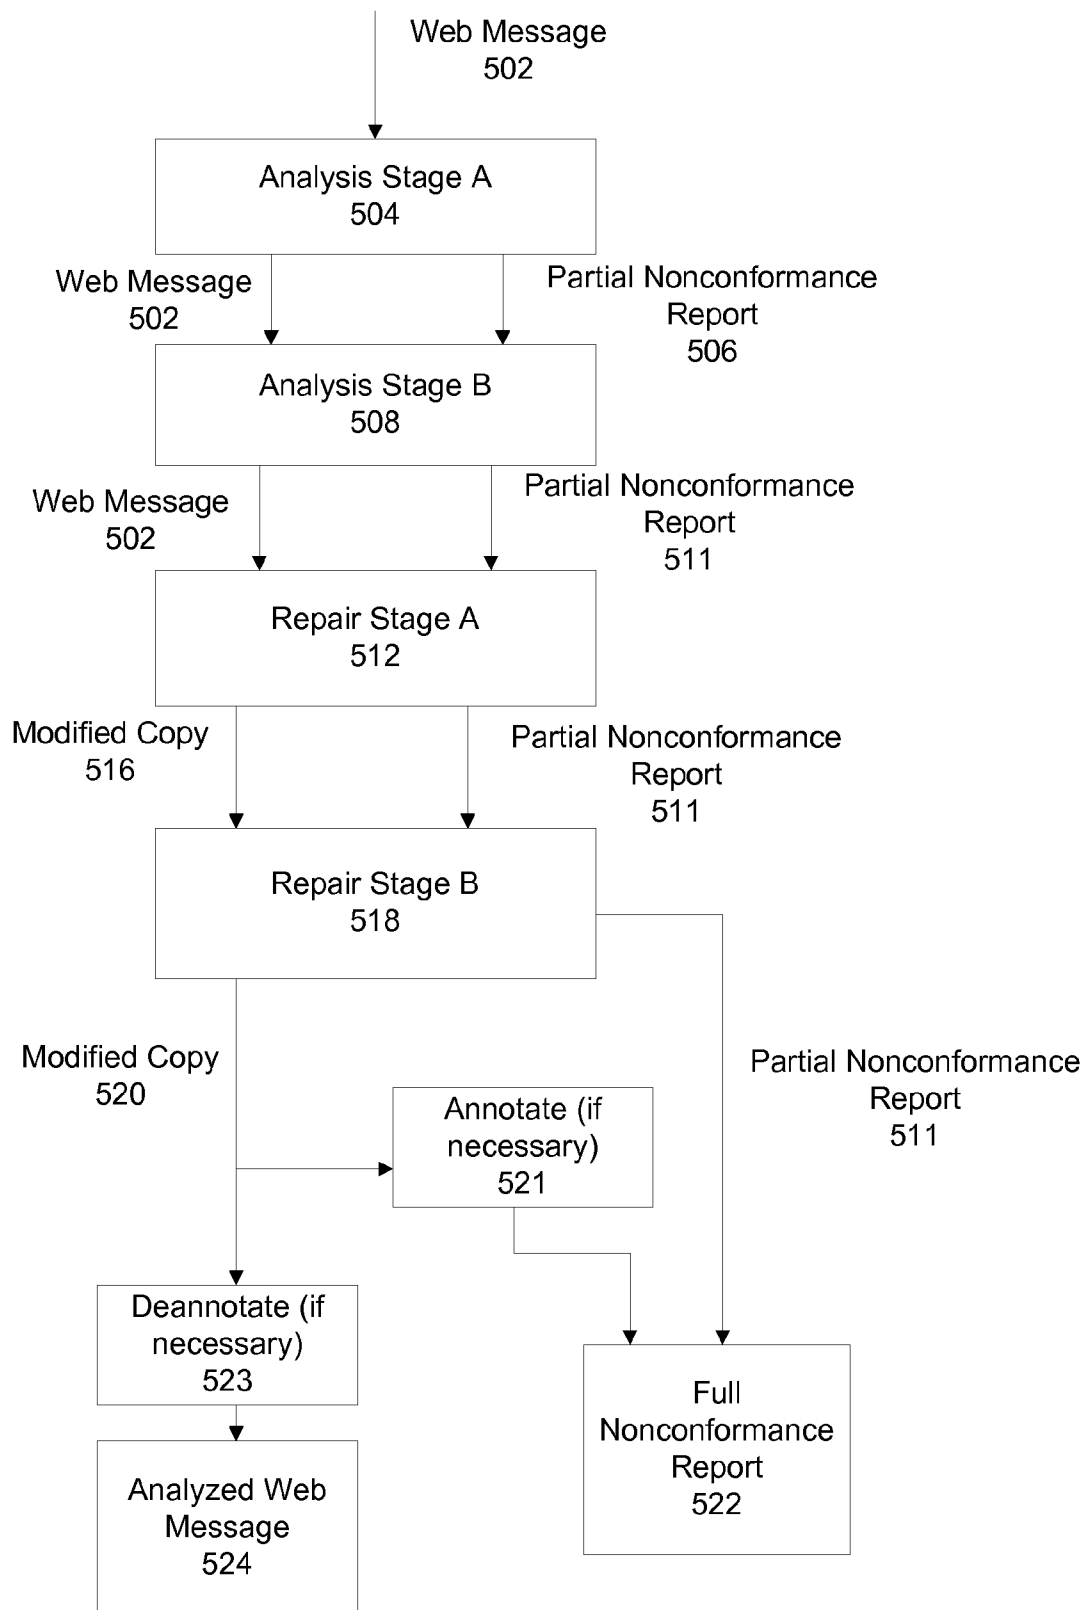 Web Message
502
Analysis Stage A
504
Web Message
502
Partial Nonconformance
Report
506
Analysis Stage B
508
Web Message
502
Partial Nonconformance
Report
511
Repair Stage A
512
Modified Copy
516
Partial Nonconformance
Report
511
Repair Stage B
518
Modified Copy
520
Partial Nonconformance
Report
511
Annotate (if
necessary)
521
Deannotate (if
necessary)
523
Full
Nonconformance
Report
522
Analyzed Web
Message
524